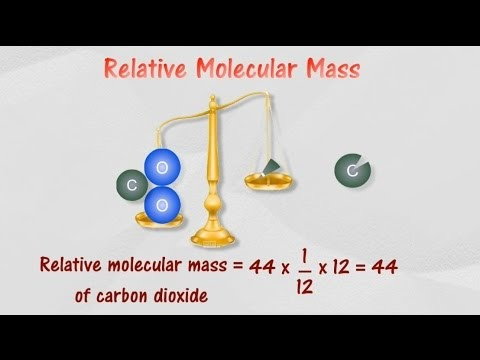 Relative Molecular Mass
O
C
O
C
Relative molecular mass = 44 x 1/12 x 12 = 44
of carbon dioxide